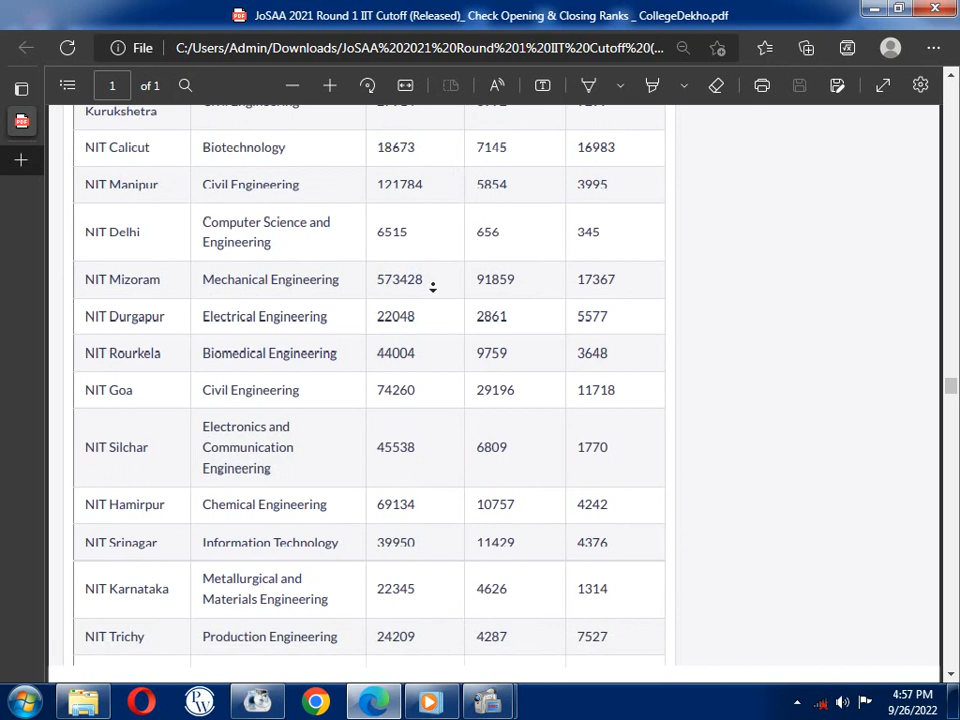 JoSAA 2021 Round 1 IIT Cutoff (Released)_ Check Opening & Closing Ranks _ CollegeDekho.pdf
File C:/Users/Admin/Downloads/JoSAA%202021%20Round%201%20IIT%20Cutoff%20(...
1 of 1
Kurukshetra
NIT Calicut Biotechnology 18673 7145 16983
NIT Manipur Civil Engineering 121784 5854 3995
Computer Science and
NIT Delhi 6515 656 345
Engineering
NIT Mizoram Mechanical Engineering 573428 91859 17367
NIT Durgapur Electrical Engineering 22048 2861 5577
NIT Rourkela Biomedical Engineering 44004 9759 3648
NIT Goa Civil Engineering 74260 29196 11718
Electronics and
NIT Silchar Communication 45538 6809 1770
Engineering
NIT Hamirpur Chemical Engineering 69134 10757 4242
NIT Srinagar Information Technology 39950 11429 4376
Metallurgical and
NIT Karnataka 22345 4626 1314
Materials Engineering
NIT Trichy Production Engineering 24209 4287 7527
PW
4:57 PM
9/26/2022